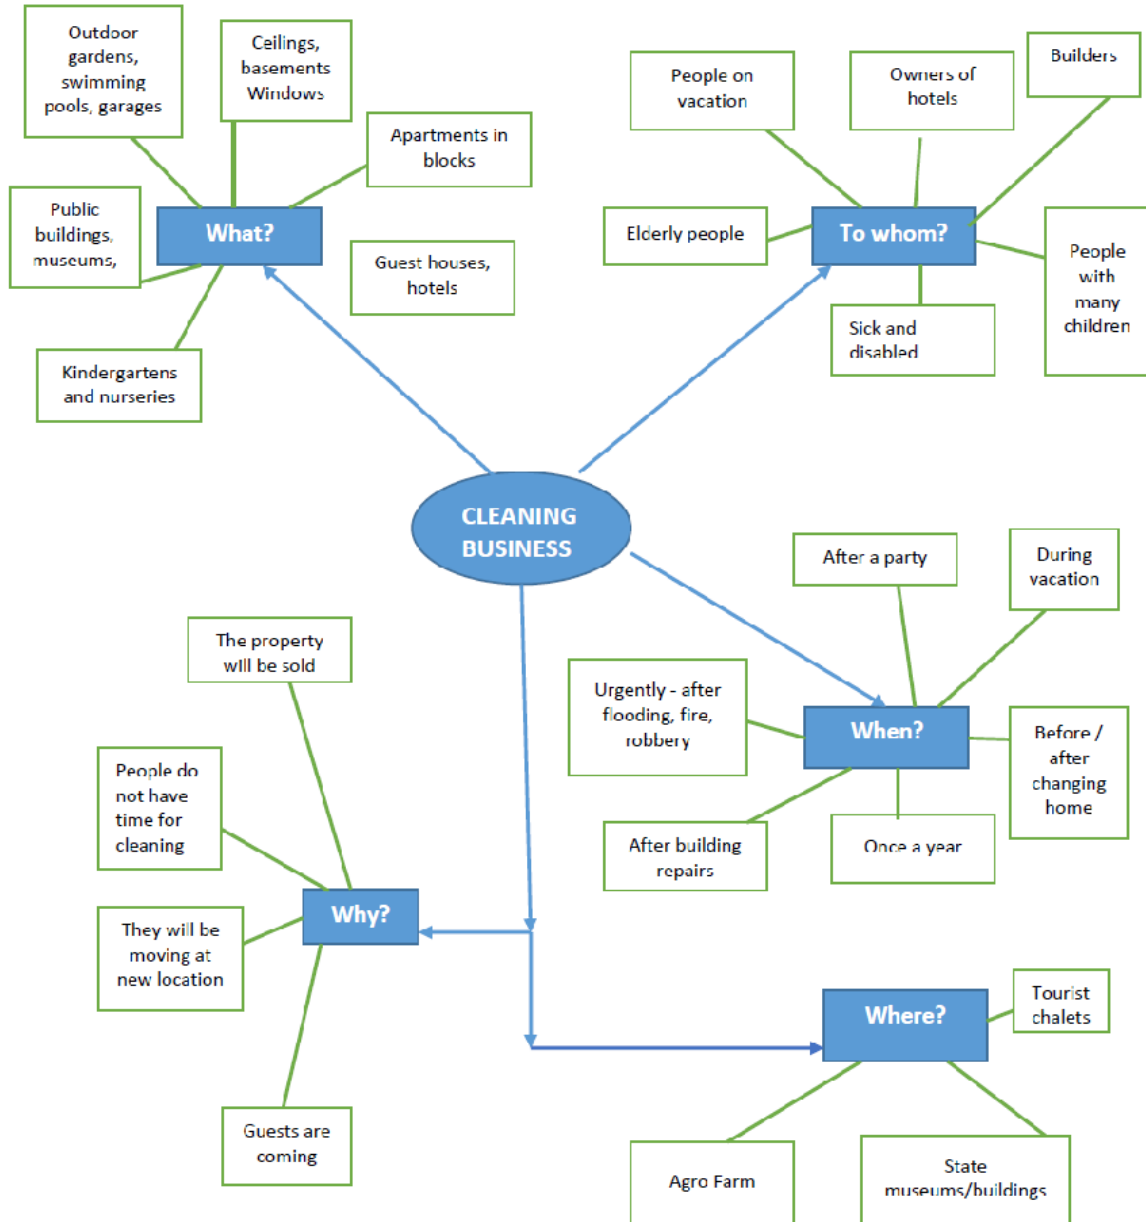 Outdoor
gardens,
swimming
pools, garages
Ceilings,
basements
Windows
Apartments in
blocks
Public
buildings,
museums,
What?
Guest houses,
hotels
Kindergartens
and nurseries
People on
vacation
Owners of
hotels
Builders
Elderly people
To whom?
People
with
many
children
Sick and
disabled
CLEANING
BUSINESS
After a party
During
vacation
Urgently - after
flooding, fire,
robbery
When?
Before /
after
changing
home
After building
repairs
Once a year
The property
will be sold
People do
not have
time for
cleaning
Why?
They will be
moving at
new location
Guests are
coming
Where?
Tourist
chalets
Agro Farm
State
museums/buildings